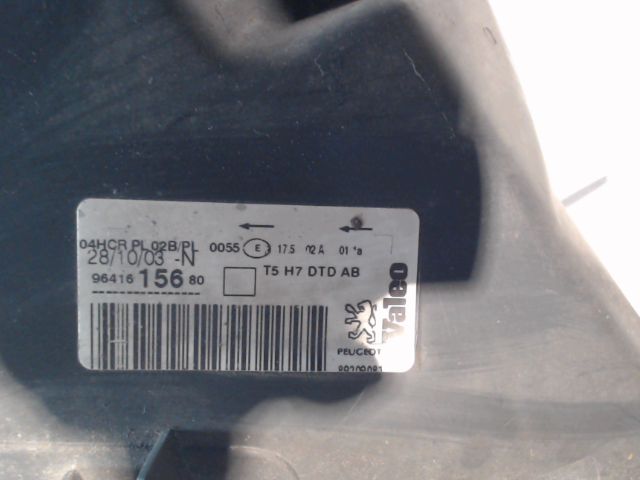 04HCR PL 02B/PL 0055 E 17.5 02A 01
28/10/03 -N
96416 156 80
T5 H7 DTD AB
Valeo
PEUGEOT